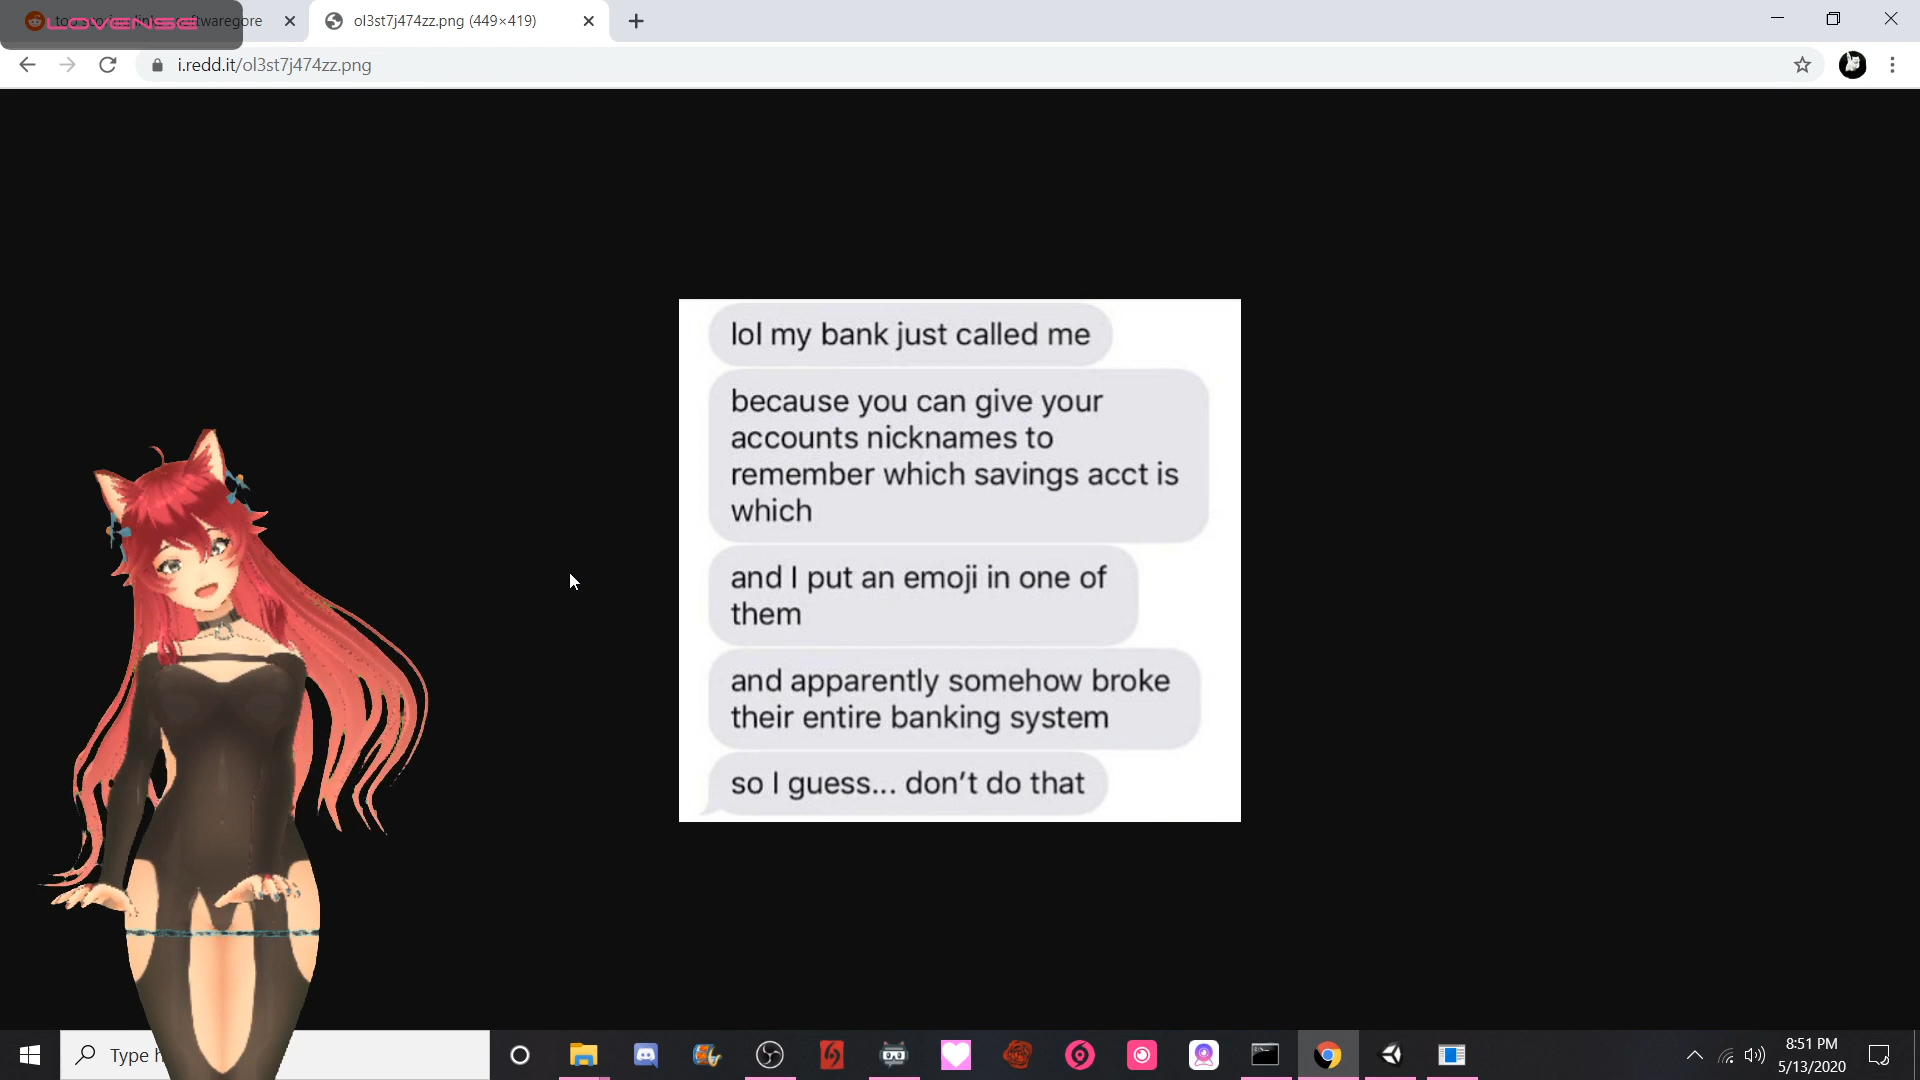 LOVENSE
ol3st7j474zz.png (449×419)
i.redd.it/ol3st7j474zz.png
lol my bank just called me
because you can give your
accounts nicknames to
remember which savings acct is
which
and I put an emoji in one of
them
and apparently somehow broke
their entire banking system
so I guess... don't do that
Type
8:51 PM
5/13/2020